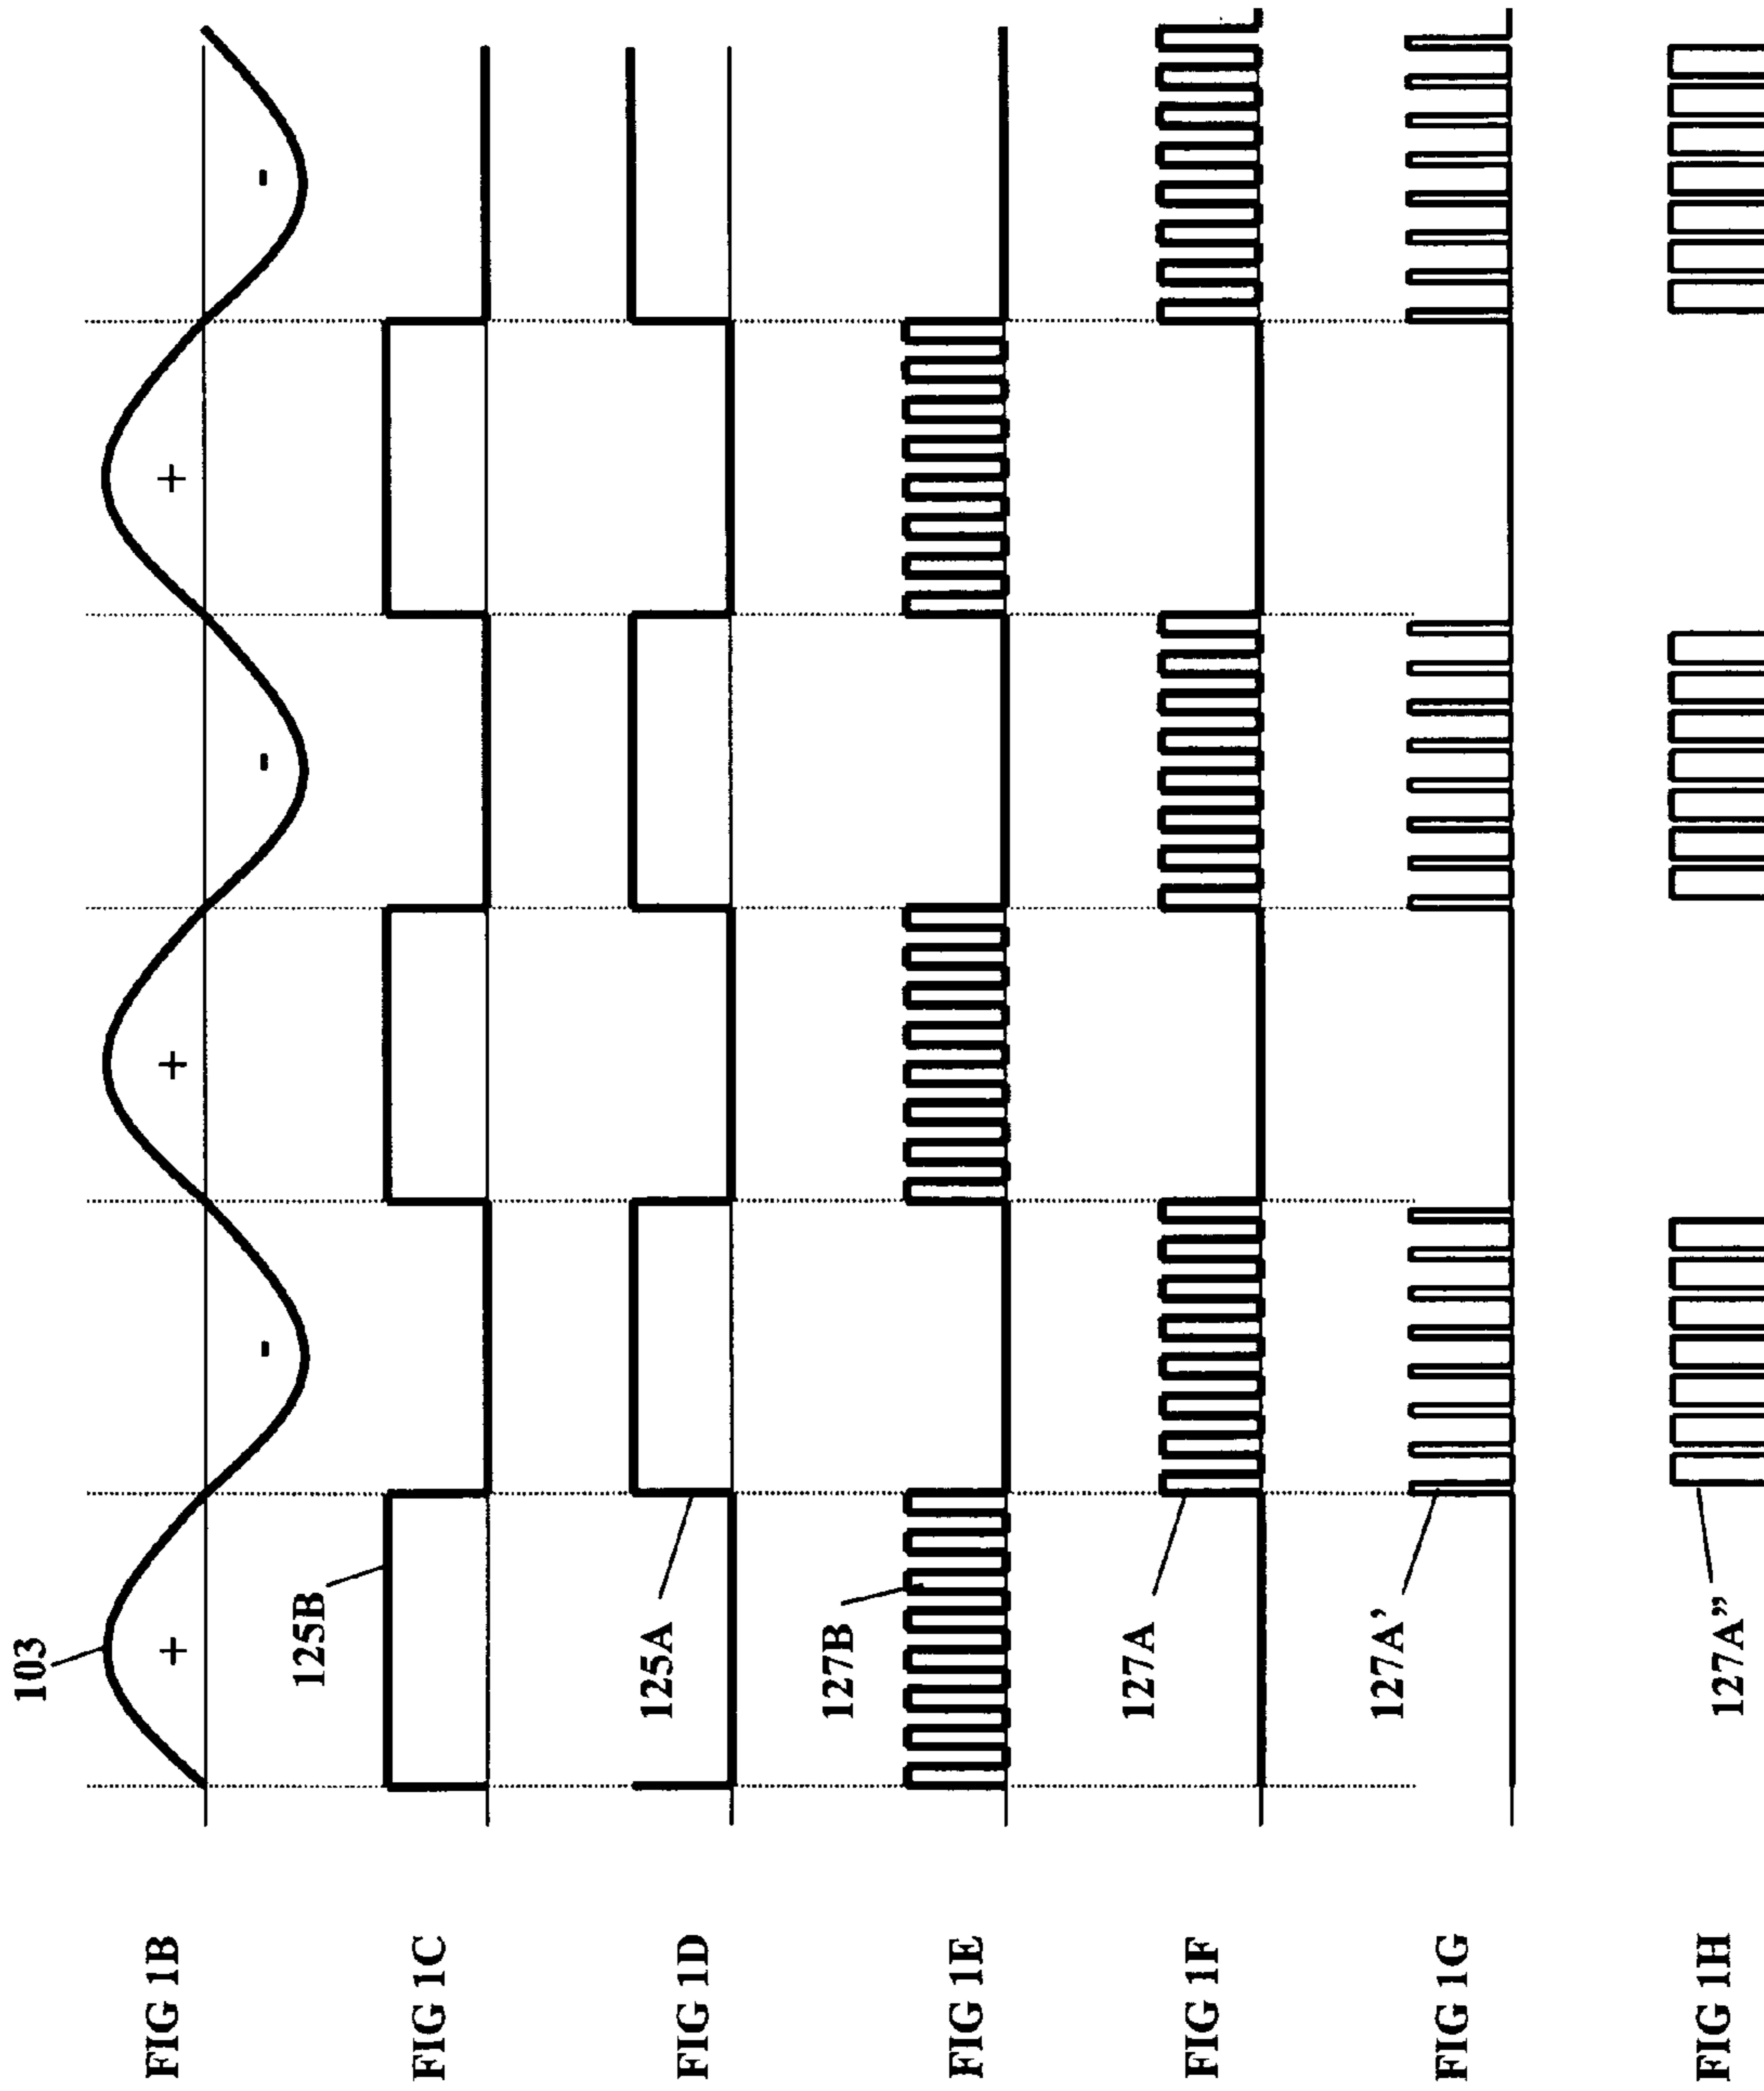 FIG 1B
103
+
-
+
-
+
-
FIG 1C
125B
FIG 1D
125A
FIG 1E
127B
FIG 1F
127A
FIG 1G
127A'
FIG 1H
127A”